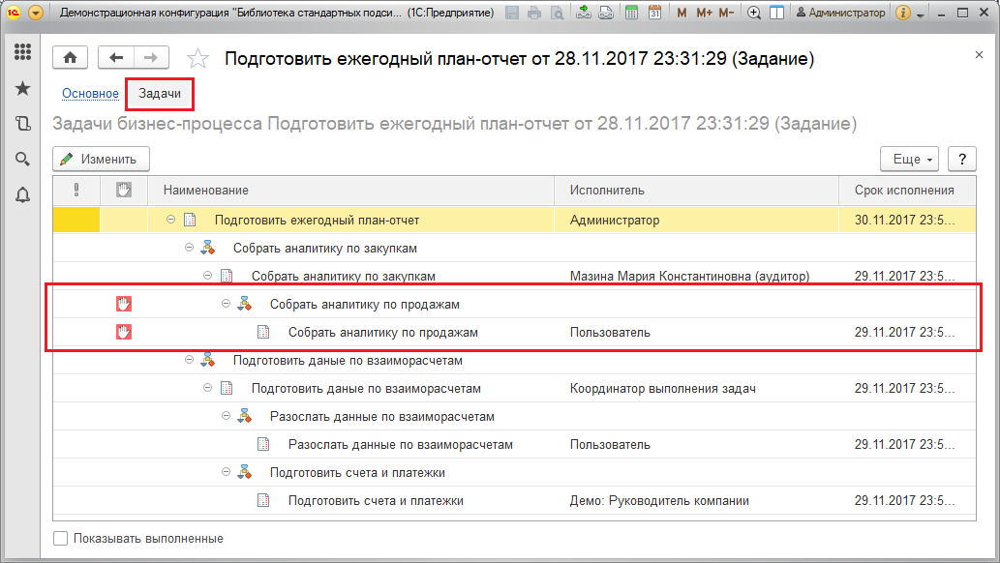 Демонстрационная конфигурация "Библиотека стандартных подси... (1С:Предприятие)
31 M M+ M- Администратор i
Подготовить ежегодный план-отчет от 28.11.2017 23:31:29 (Задание)
Основное Задачи
Задачи бизнес-процесса Подготовить ежегодный план-отчет от 28.11.2017 23:31:29 (Задание)
Изменить Еще ?
Наименование Исполнитель Срок исполнения
Подготовить ежегодный план-отчет Администратор 30.11.2017 23:5...
Собрать аналитику по закупкам
Собрать аналитику по закупкам Мазина Мария Константиновна (аудитор) 29.11.2017 23:5...
Собрать аналитику по продажам
Собрать аналитику по продажам Пользователь 29.11.2017 23:5...
Подготовить даные по взаиморасчетам
Подготовить даные по взаиморасчетам Координатор выполнения задач 29.11.2017 23:5...
Разослать данные по взаиморасчетам
Разослать данные по взаиморасчетам Пользователь 29.11.2017 23:5...
Подготовить счета и платежки
Подготовить счета и платежки Демо: Руководитель компании 29.11.2017 23:5...
Показывать выполненные